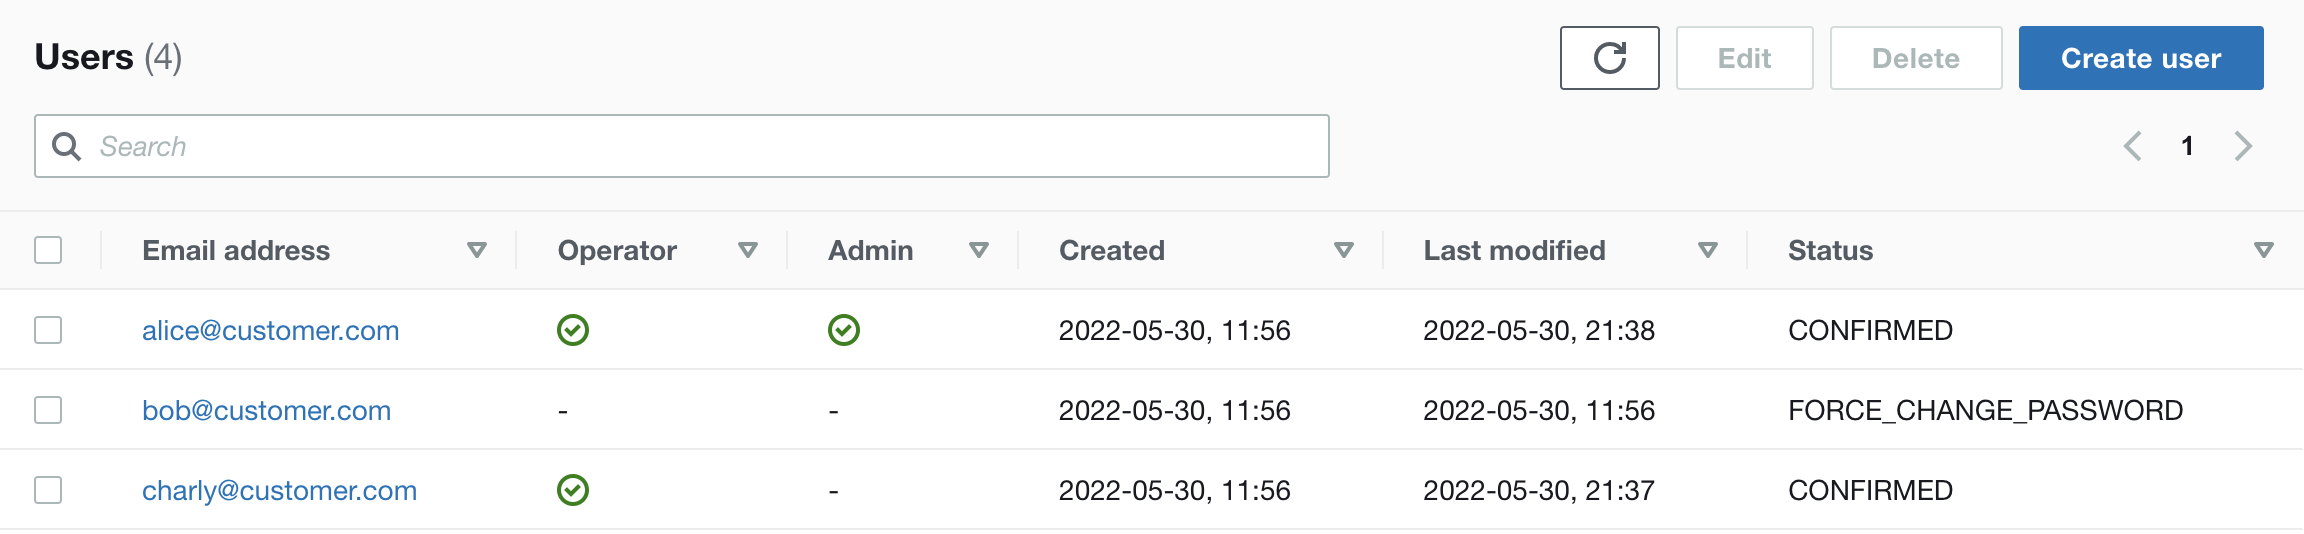 Users (4)
Edit Delete Create user
Search
1
Email address Operator Admin Created Last modified Status
alice@customer.com 2022-05-30, 11:56 2022-05-30, 21:38 CONFIRMED
bob@customer.com - - 2022-05-30, 11:56 2022-05-30, 11:56 FORCE_CHANGE_PASSWORD
charly@customer.com - 2022-05-30, 11:56 2022-05-30, 21:37 CONFIRMED